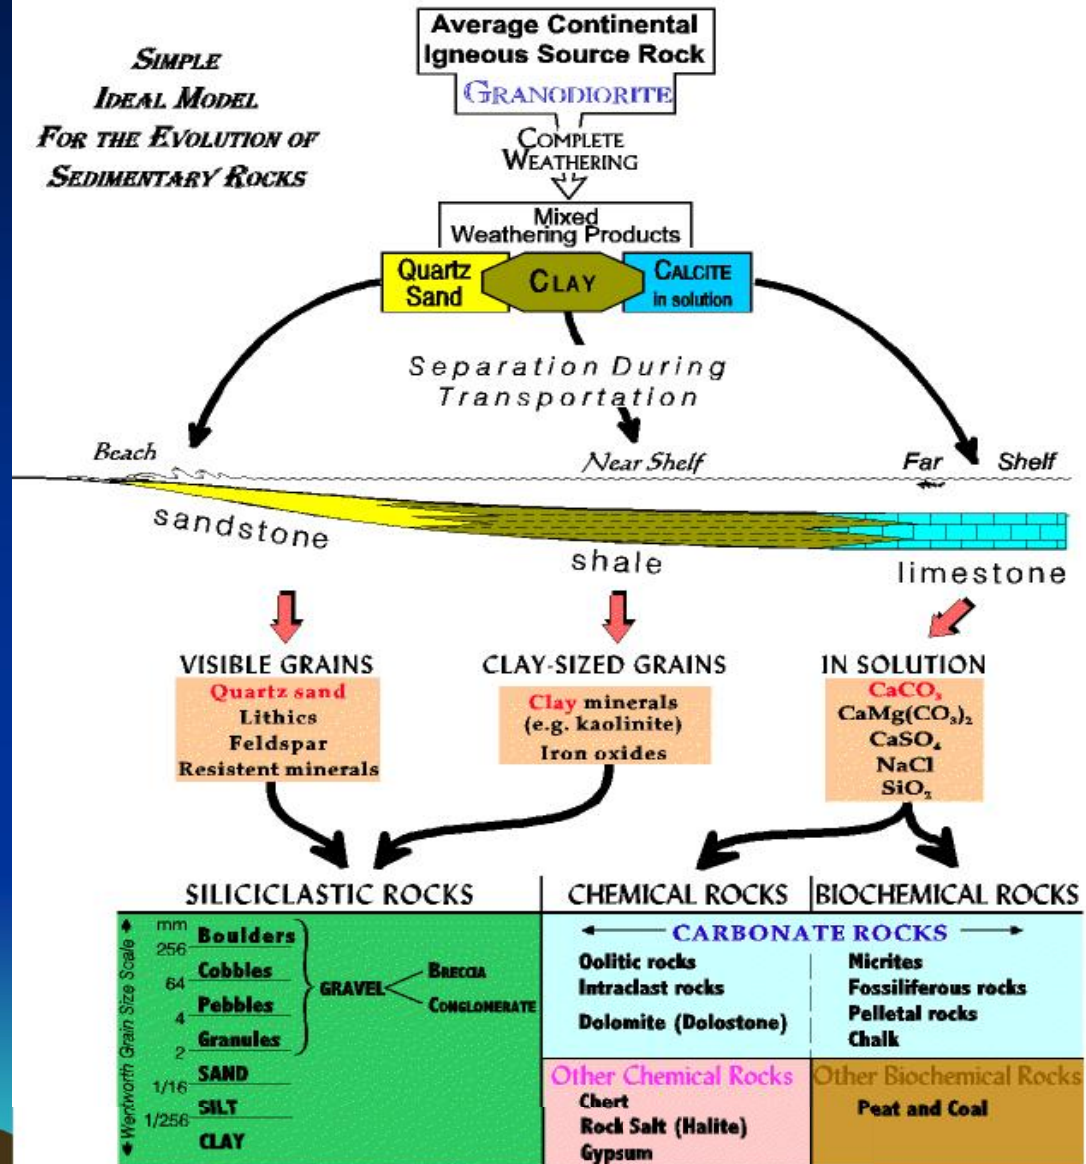 SIMPLE
IDEAL MODEL
FOR THE EVOLUTION OF
SEDIMENTARY ROCKS
Average Continental
Igneous Source Rock
GRANODIORITE
COMPLETE
WEATHERING
Mixed
Weathering Products
Quartz
Sand
CLAY
CALCITE
in solution
Separation During
Transportation
Beach
Near Shelf
Far Shelf
sandstone
shale
limestone
VISIBLE GRAINS
Quartz sand
Lithics
Feldspar
Resistent minerals
CLAY-SIZED GRAINS
Clay minerals
(e.g. kaolinite)
Iron oxides
IN SOLUTION
CaCO₃
CaMg(CO₃)₂
CaSO₄
NaCl
SiO₂
SILICICLASTIC ROCKS
Wentworth Grain Size Scale
mm
Boulders
256
Cobbles
64
Pebbles
4
Granules
2
SAND
1/16
SILT
1/256
CLAY
GRAVEL
BRECCIA
CONGLOMERATE
CHEMICAL ROCKS
BIOCHEMICAL ROCKS
CARBONATE ROCKS
Oolitic rocks
Intraclast rocks
Dolomite (Dolostone)
Micrites
Fossiliferous rocks
Pelletal rocks
Chalk
Other Chemical Rocks
Chert
Rock Salt (Halite)
Gypsum
Other Biochemical Rocks
Peat and Coal